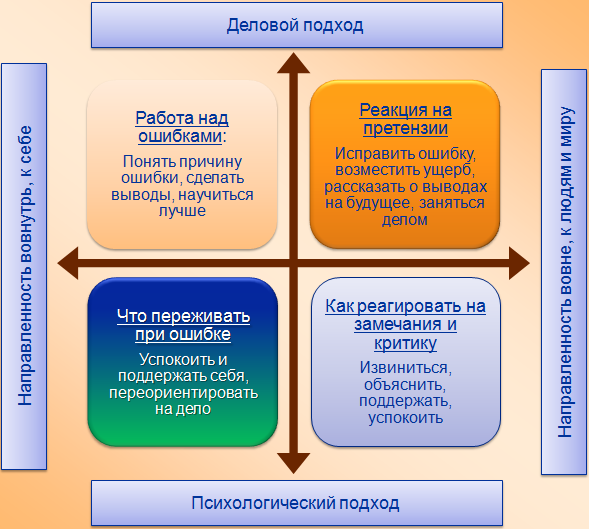 Деловой подход
Направленность вовнутрь, к себе
Работа над
ошибками:
Понять причину
ошибки, сделать
выводы, научиться
лучше
Реакция на
претензии
Исправить ошибку,
возместить ущерб,
рассказать о выводах
на будущее, заняться
делом
Направленность вовне, к людям и миру
Что переживать
при ошибке
Успокоить и
поддержать себя,
переориентировать
на дело
Как реагировать на
замечания и
критику
Извиниться,
объяснить,
поддержать,
успокоить
Психологический подход